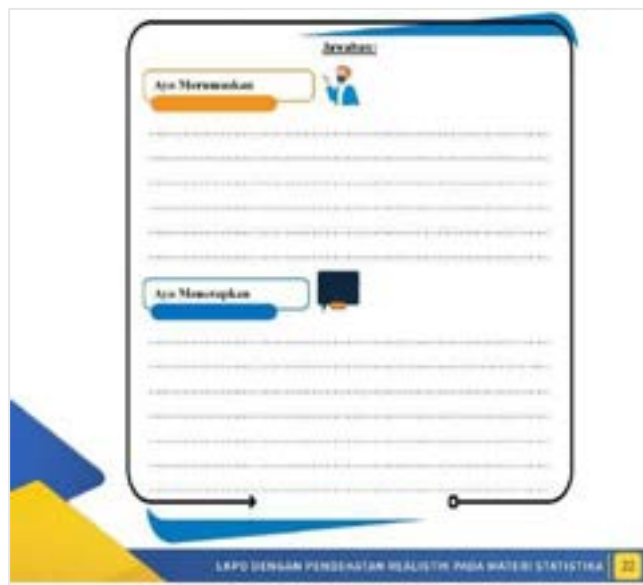 Jawaban:
Ayo Merumuskan
Ayo Menerapkan
LKPD DENGAN PENDEKATAN REALISTIK PADA MATERI STATISTIKA
22